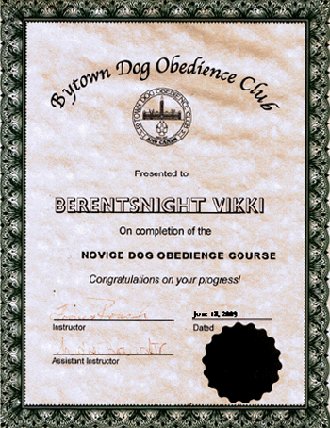 Bytown Dog Obedience Club
Presented to
BERENTSNIGHT VIKKI
On completion of the
NOVICE DOG OBEDIENCE COURSE
Congratulations on your progress!
Instructor
Dated
Assistant Instructor